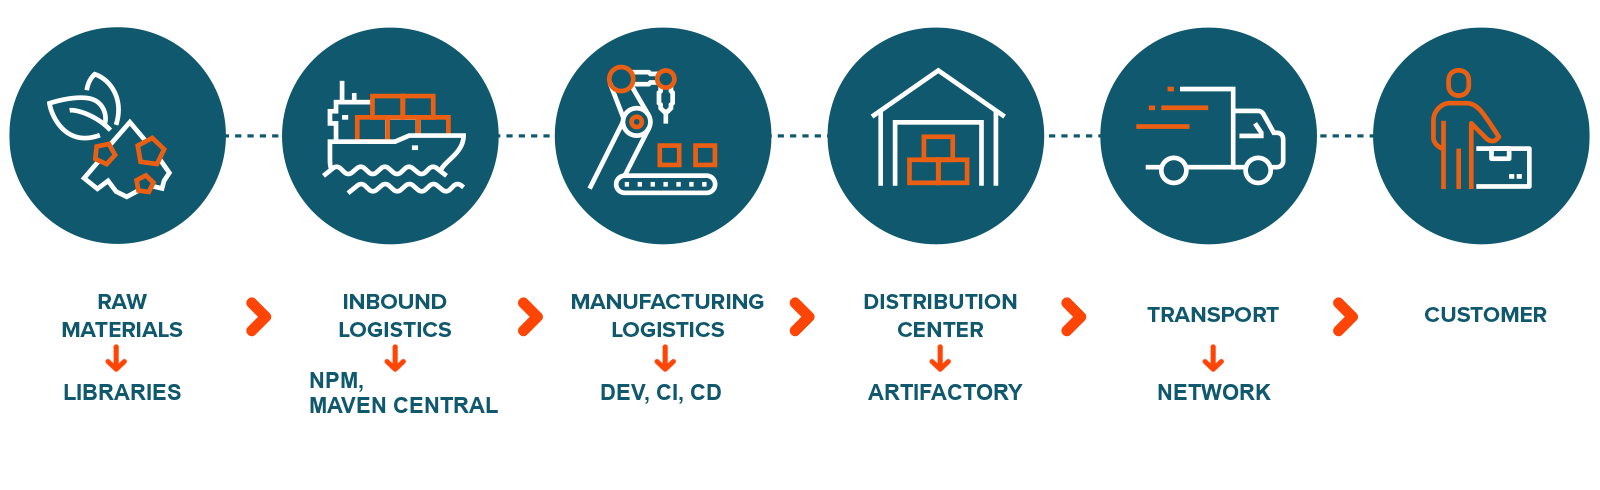 RAW
MATERIALS
INBOUND
LOGISTICS
MANUFACTURING
LOGISTICS
DISTRIBUTION
CENTER
TRANSPORT
CUSTOMER
LIBRARIES
NPM,
MAVEN CENTRAL
DEV, CI, CD
ARTIFACTORY
NETWORK